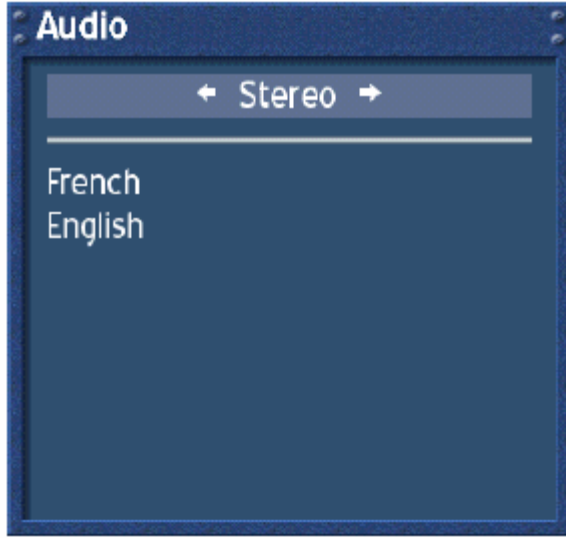 Audio
← Stereo →
French
English